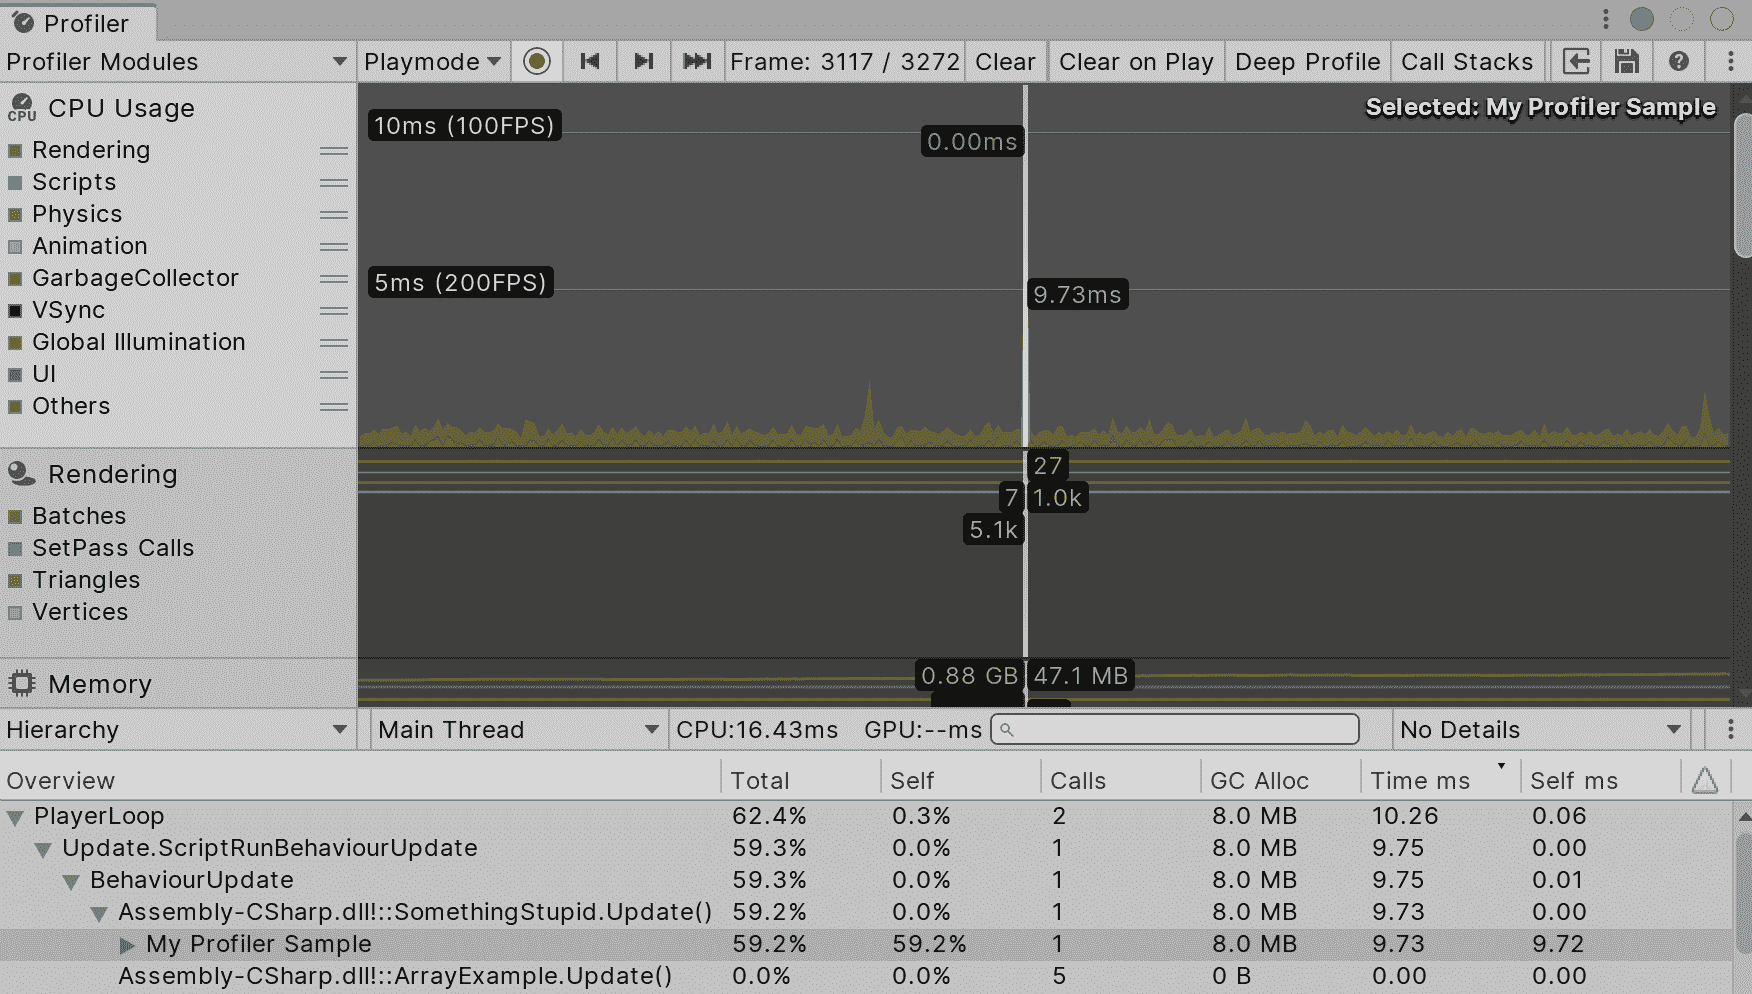 Profiler
Profiler Modules Playmode Frame: 3117 / 3272 Clear Clear on Play Deep Profile Call Stacks
CPU Usage
CPU
Rendering
Scripts
Physics
Animation
GarbageCollector
VSync
Global Illumination
UI
Others
Selected: My Profiler Sample
10ms (100FPS)
0.00ms
5ms (200FPS)
9.73ms
Rendering
Batches
SetPass Calls
Triangles
Vertices
27
7 1.0k
5.1k
Memory
0.88 GB 47.1 MB
Hierarchy Main Thread CPU:16.43ms GPU:--ms No Details
Overview Total Self Calls GC Alloc Time ms Self ms
PlayerLoop 62.4% 0.3% 2 8.0 MB 10.26 0.06
Update.ScriptRunBehaviourUpdate 59.3% 0.0% 1 8.0 MB 9.75 0.00
BehaviourUpdate 59.3% 0.0% 1 8.0 MB 9.75 0.01
Assembly-CSharp.dll!::SomethingStupid.Update() 59.2% 0.0% 1 8.0 MB 9.73 0.00
My Profiler Sample 59.2% 59.2% 1 8.0 MB 9.73 9.72
Assembly-CSharp.dll!::ArrayExample.Update() 0.0% 0.0% 5 0 B 0.00 0.00